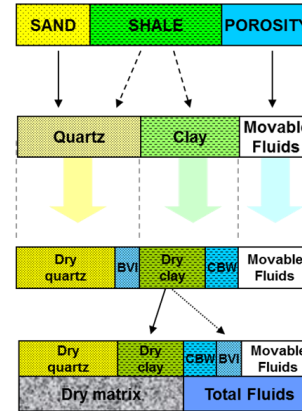 SAND SHALE POROSITY
Quartz Clay Movable
Fluids
Dry
quartz BVI Dry
clay CBW Movable
Fluids
Dry
quartz Dry
clay CBW BVI Movable
Fluids
Dry matrix Total Fluids